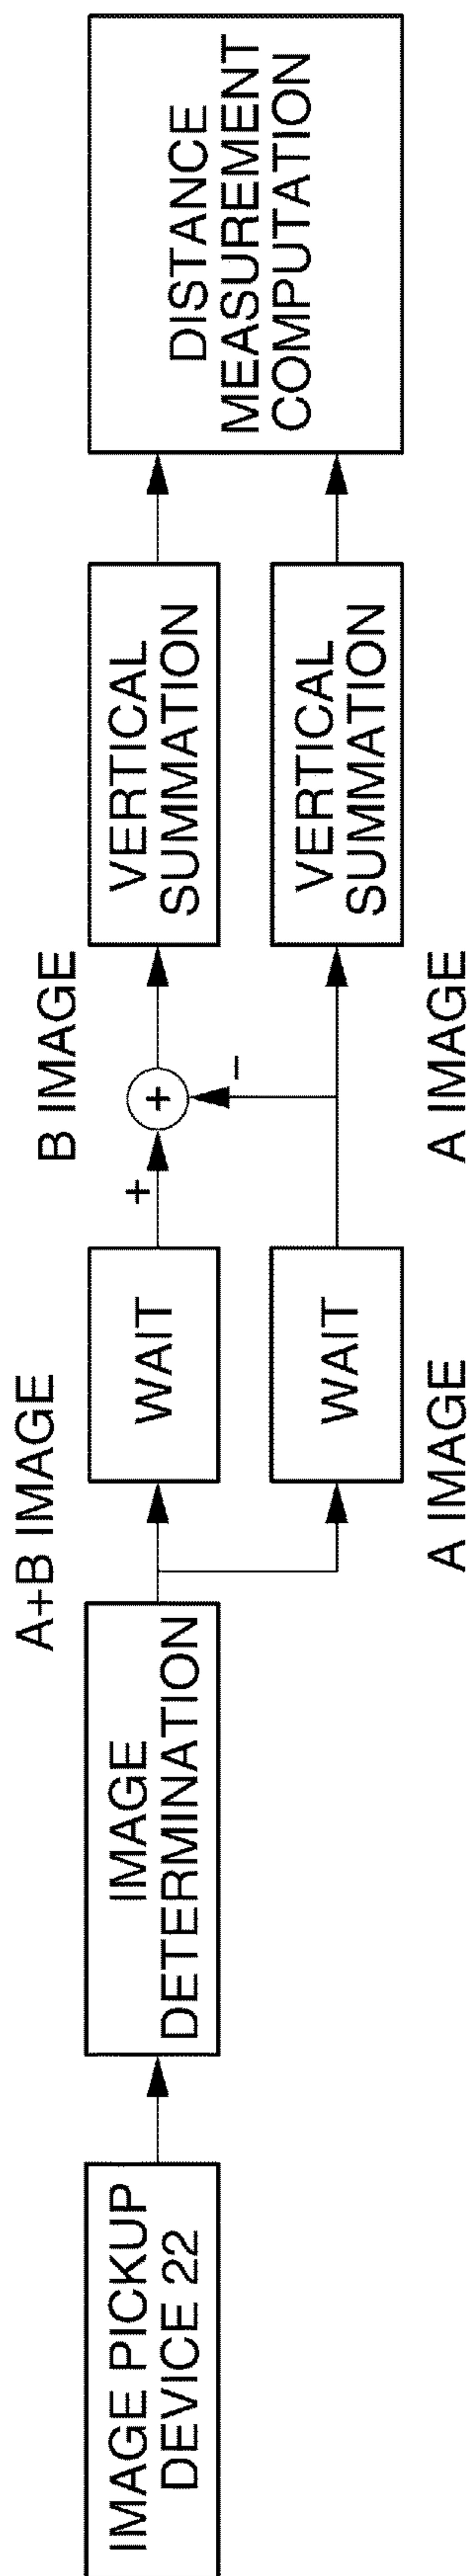 IMAGE PICKUP
DEVICE 22
IMAGE
DETERMINATION
A+B IMAGE
WAIT
WAIT
A IMAGE
+
+
−
B IMAGE
A IMAGE
VERTICAL
SUMMATION
VERTICAL
SUMMATION
DISTANCE
MEASUREMENT
COMPUTATION